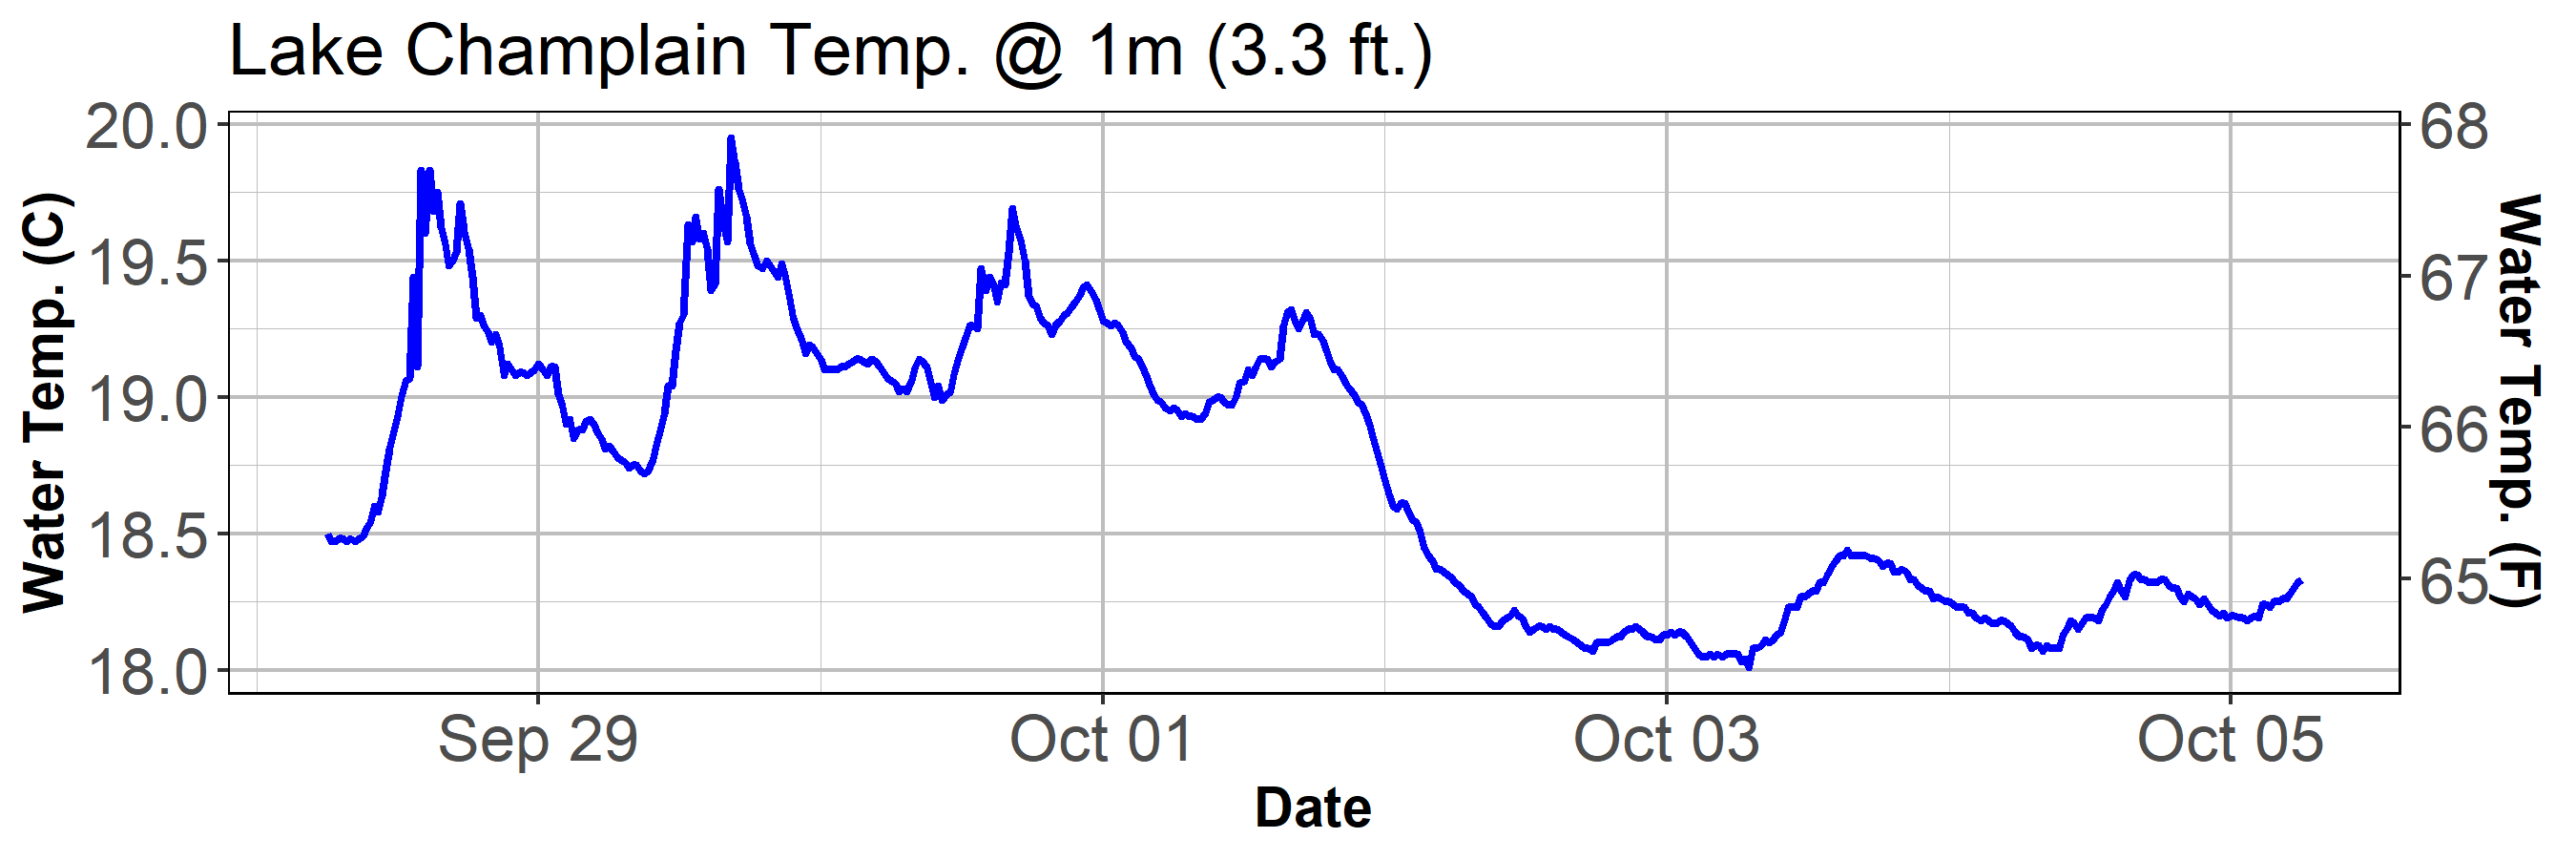 Lake Champlain Temp. @ 1m (3.3 ft.)
Water Temp. (C)
20.0
19.5
19.0
18.5
18.0
68
67
66
65
Water Temp. (F)
Sep 29
Oct 01
Oct 03
Oct 05
Date